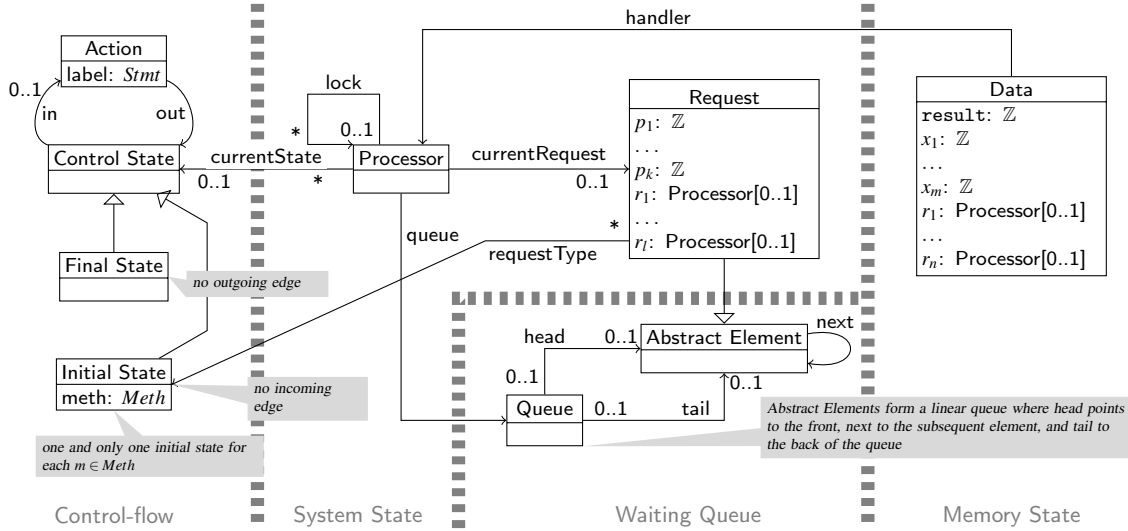 handler
Action
label: Stmt
0..1
in
out
lock
*
0..1
Request
p1: ℤ
...
pk: ℤ
r1: Processor[0..1]
...
rl: Processor[0..1]
Data
result: ℤ
x1: ℤ
...
xm: ℤ
r1: Processor[0..1]
...
rn: Processor[0..1]
Control State
currentState
0..1
*
Processor
currentRequest
0..1
queue
*
requestType
Final State
no outgoing edge
Initial State
meth: Meth
no incoming
edge
one and only one initial state for
each m ∈ Meth
head
0..1
0..1
Abstract Element
next
Queue
0..1
tail
0..1
Abstract Elements form a linear queue where head points
to the front, next to the subsequent element, and tail to
the back of the queue
Control-flow
System State
Waiting Queue
Memory State